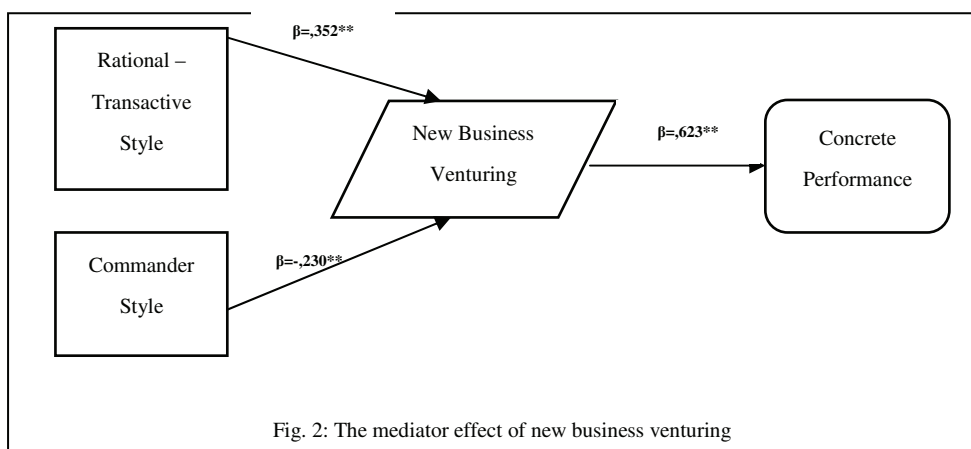 β=,352**
Rational –
Transactive
Style
New Business
Venturing
β=,623**
Concrete
Performance
Commander
Style
β=-,230**
Fig. 2: The mediator effect of new business venturing